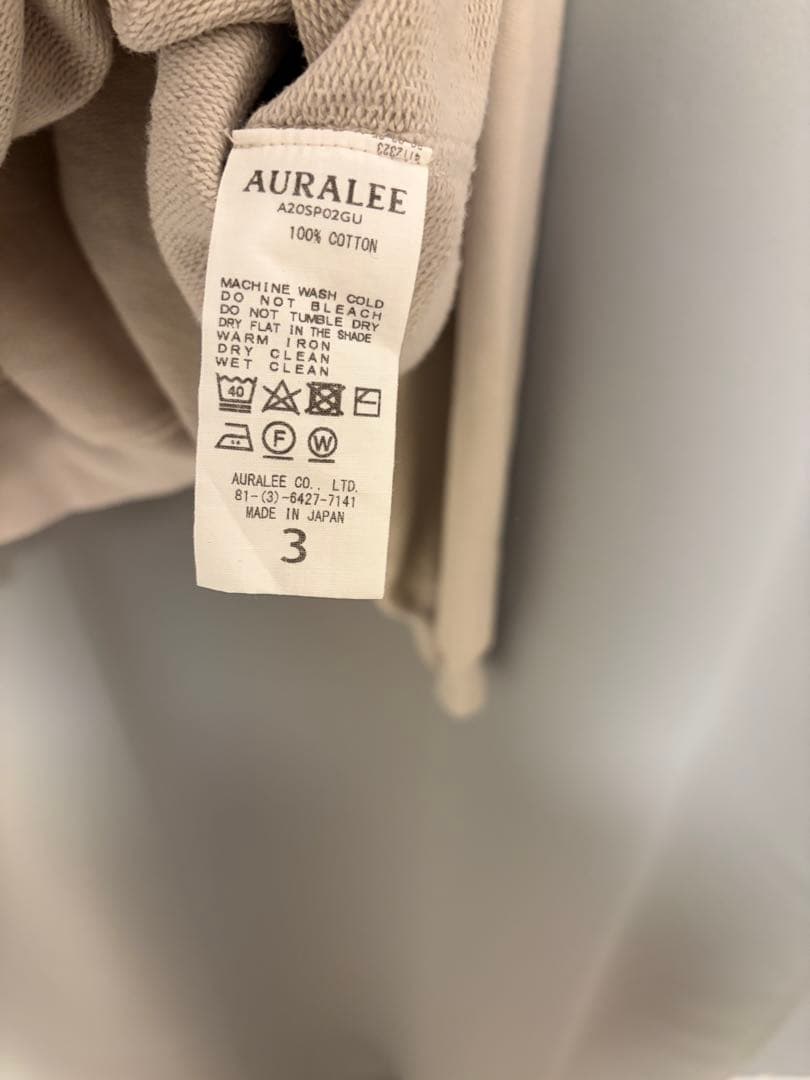 AURALEE
A20SP02GU
100% COTTON
MACHINE WASH COLD
DO NOT BLEACH
DO NOT TUMBLE DRY
DRY FLAT IN THE SHADE
WARM IRON
DRY CLEAN
WET CLEAN
40
F
W
AURALEE CO., LTD.
81-(3)-6427-7141
MADE IN JAPAN
3